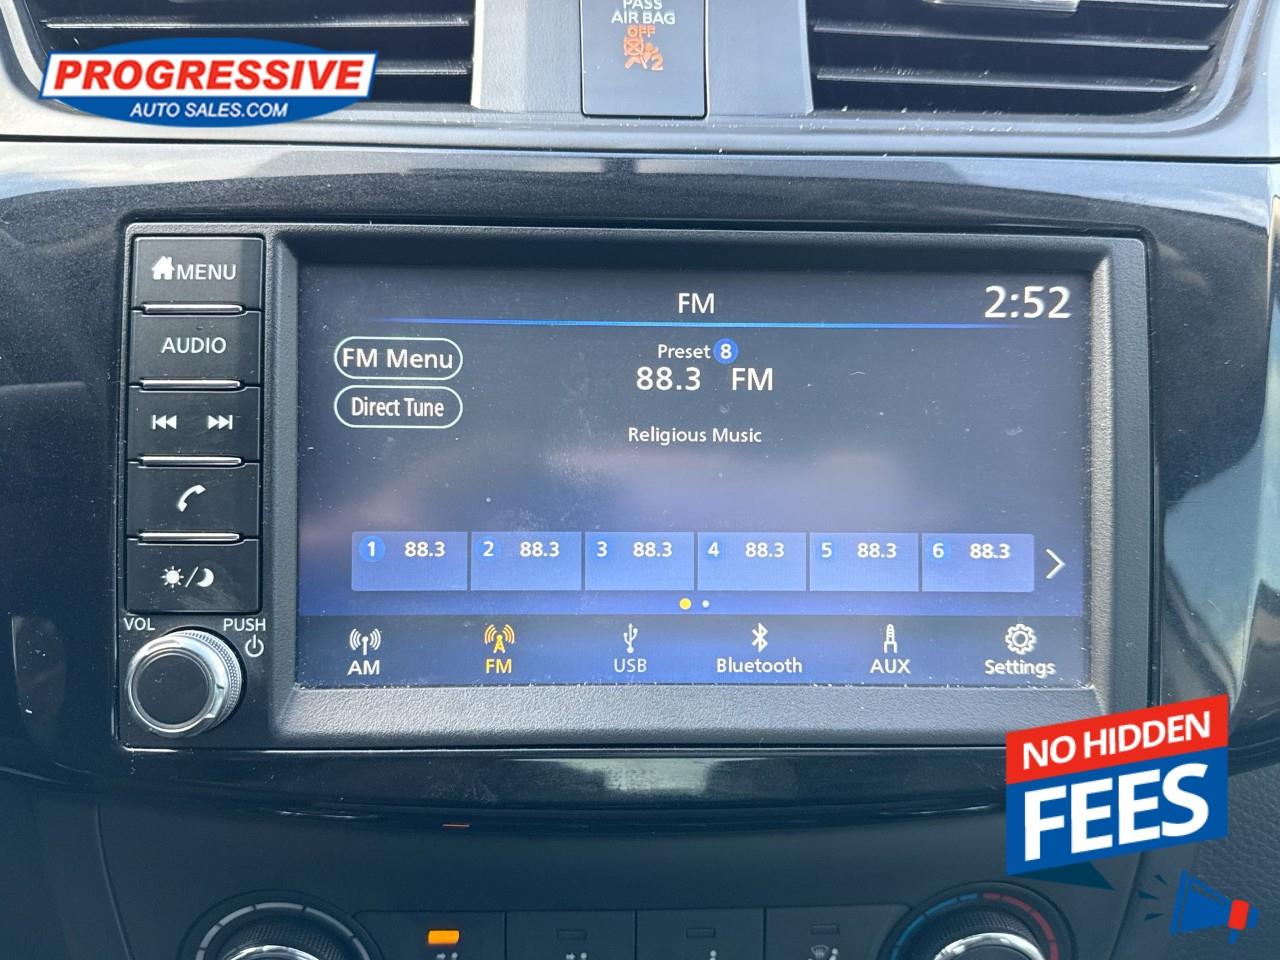 PASS
AIR BAG
OFF
2
PROGRESSIVE
AUTO SALES.COM
MENU
AUDIO
VOL
PUSH
FM
2:52
FM Menu
Direct Tune
Preset 8
88.3 FM
Religious Music
1 88.3
2 88.3
3 88.3
4 88.3
5 88.3
6 88.3
AM
FM
USB
Bluetooth
AUX
Settings
NO HIDDEN
FEES